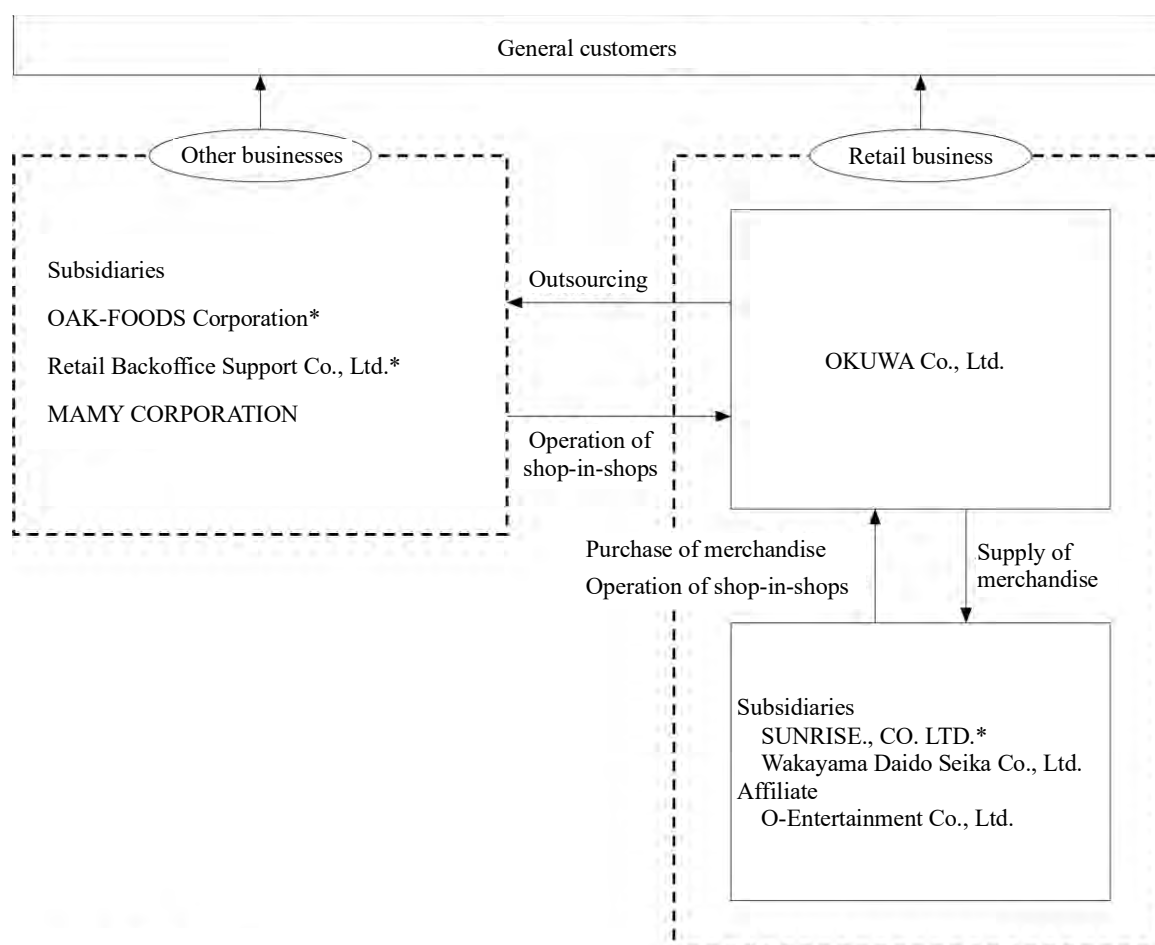 General customers
Other businesses
Retail business
Subsidiaries
OAK-FOODS Corporation*
Retail Backoffice Support Co., Ltd.*
MAMY CORPORATION
Outsourcing
Operation of
shop-in-shops
OKUWA Co., Ltd.
Purchase of merchandise
Operation of shop-in-shops
Supply of
merchandise
Subsidiaries
SUNRISE., CO. LTD.*
Wakayama Daido Seika Co., Ltd.
Affiliate
O-Entertainment Co., Ltd.